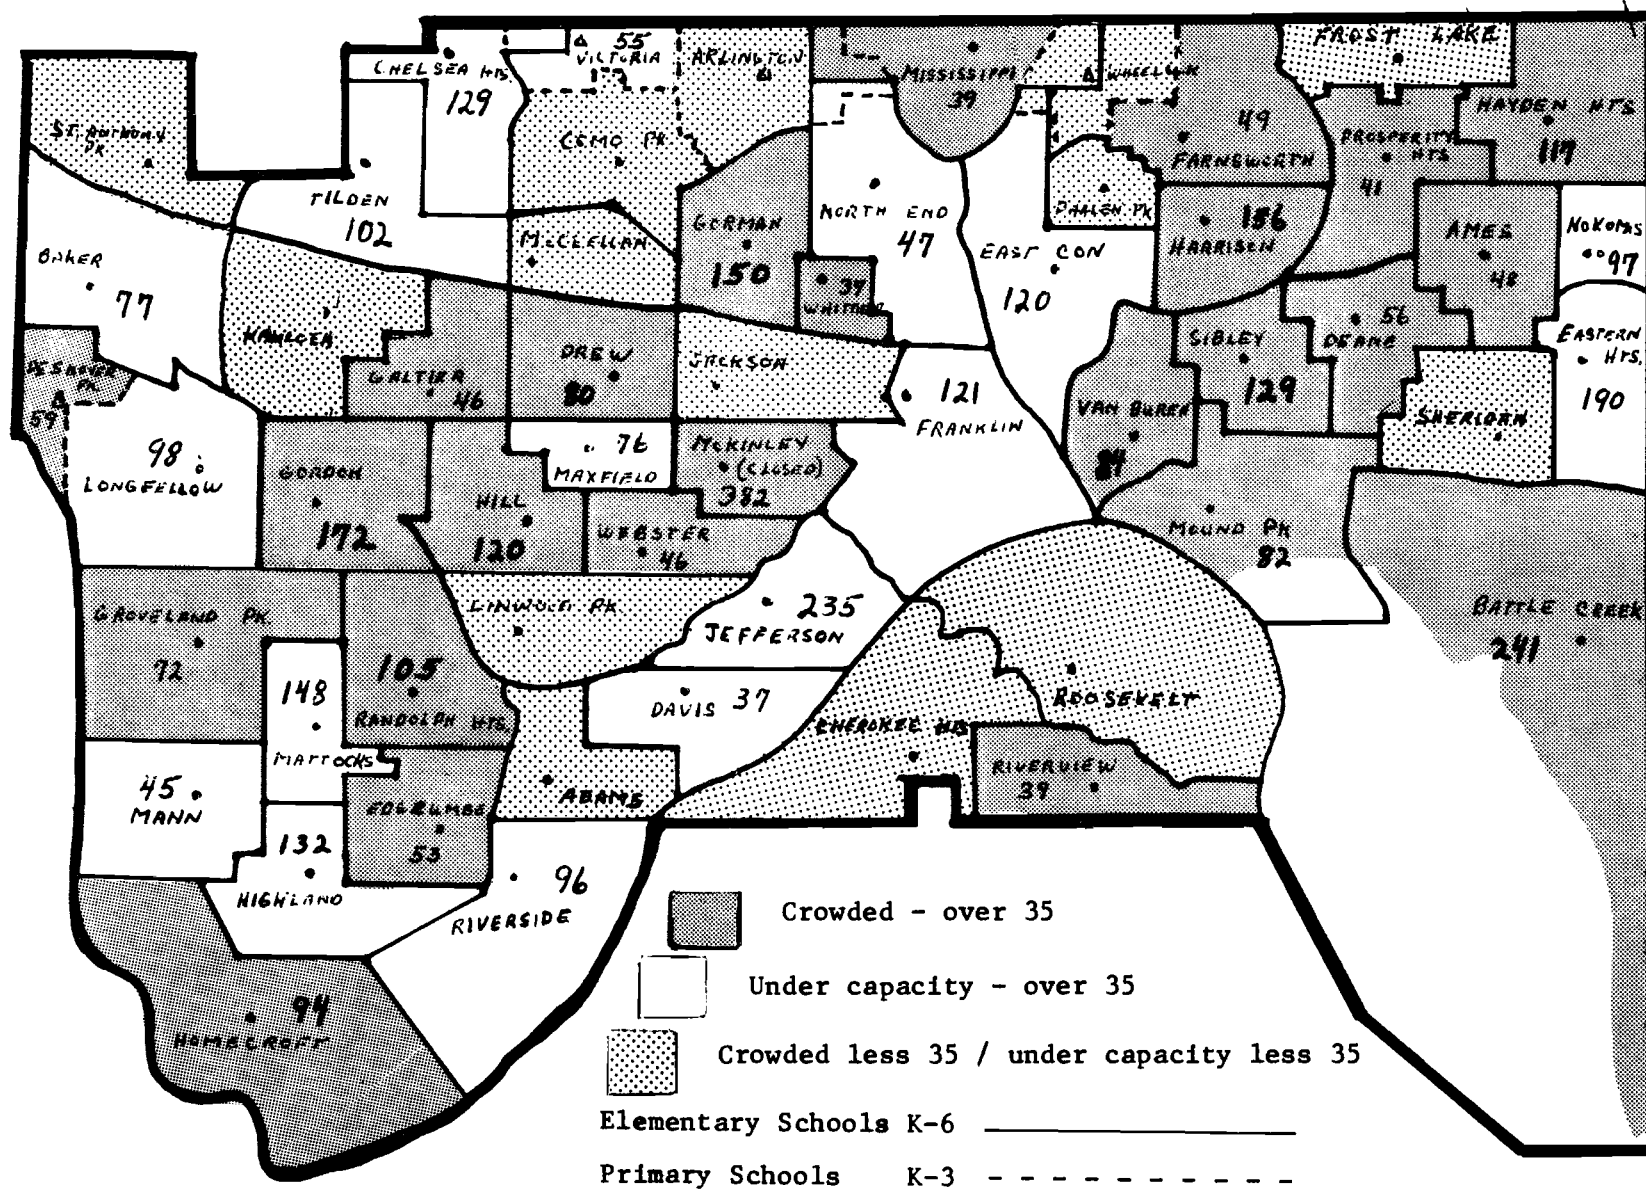 CHELSEA HTS
129
55
VICTORIA
ARLINGTON
MISSISSIPPI
39
WHEELOCK
FROST LAKE
HAYDEN HTS
117
ST. ANTHONY
PK
COMO PK
49
FARNSWORTH
PROSPERITY
HTS
41
TILDEN
102
McCLELLAN
GORMAN
150
NORTH END
47
PHALEN PK
156
HARRISON
AMES
48
NOKOMIS
97
BAKER
77
EAST CON
120
WHITTIER
SIBLEY
129
56
DEANE
EASTERN
HTS.
190
DREW
80
JACKSON
GALTIER
46
121
FRANKLIN
VAN BUREN
84
SHERIDAN
59
98
LONGFELLOW
GORDON
172
HILL
120
76
MAXFIELD
McKINLEY
(CLOSED)
382
WEBSTER
46
MOUND PK
82
GROVELAND PK.
72
LINWOOD PK.
235
JEFFERSON
BATTLE CREEK
241
148
MATTOCKS
105
RANDOLPH HTS.
DAVIS 37
CHEROKEE HTS
ROOSEVELT
45
MANN
ADAMS
RIVERVIEW
39
EDGCUMBE
53
132
HIGHLAND
96
RIVERSIDE
94
HOMECROFT
Crowded - over 35
Under capacity - over 35
Crowded less 35 / under capacity less 35
Elementary Schools K-6
Primary Schools K-3